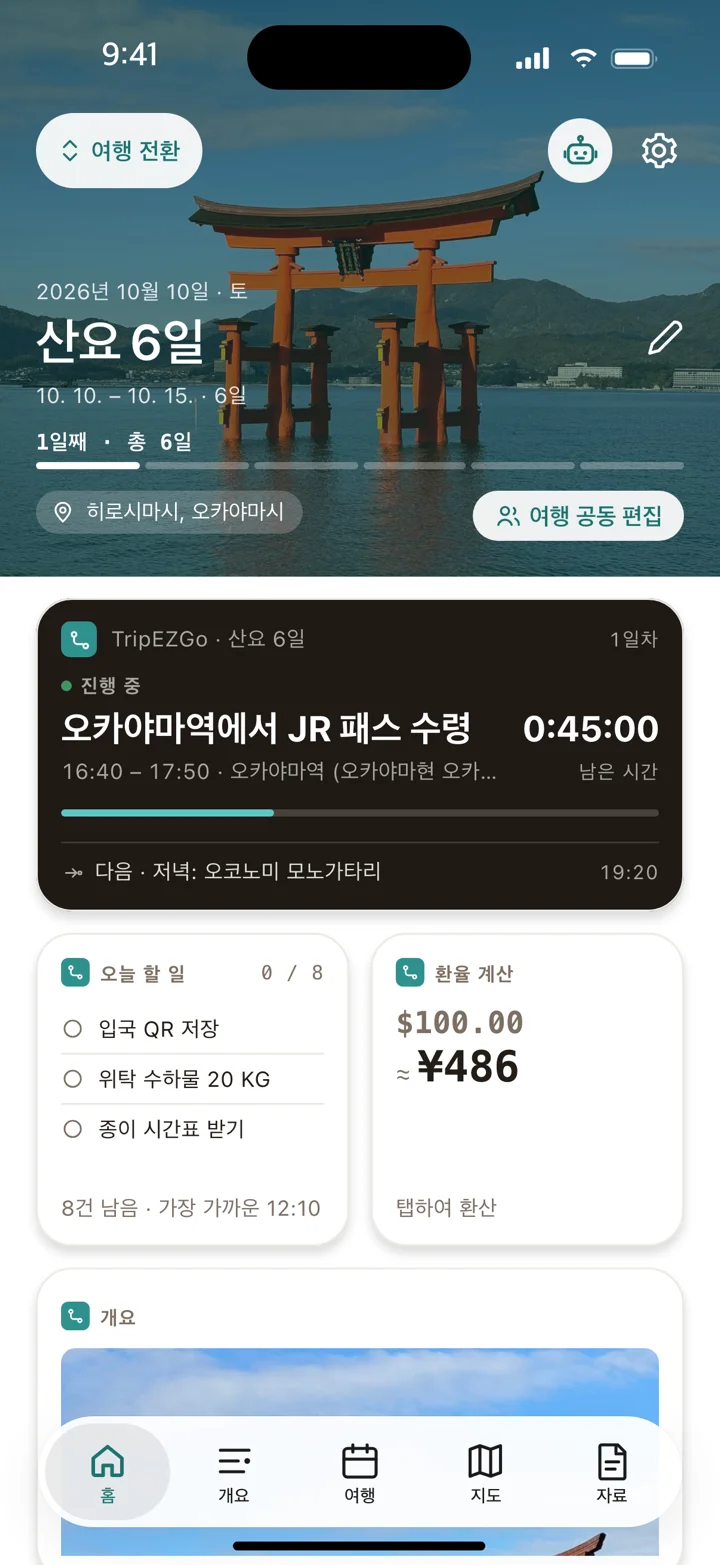 9:41
여행 전환
2026년 10월 10일 · 토
산요 6일
10. 10. – 10. 15. · 6일
1일째 · 총 6일
히로시마시, 오카야마시
여행 공동 편집
TripEZGo · 산요 6일
1일차
진행 중
오카야마역에서 JR 패스 수령
0:45:00
16:40 – 17:50 · 오카야마역 (오카야마현 오카...
남은 시간
다음 · 저녁: 오코노미 모노가타리
19:20
오늘 할 일
0 / 8
입국 QR 저장
위탁 수하물 20 KG
종이 시간표 받기
8건 남음 · 가장 가까운 12:10
환율 계산
$100.00
≈ ¥486
탭하여 환산
개요
홈
개요
여행
지도
자료